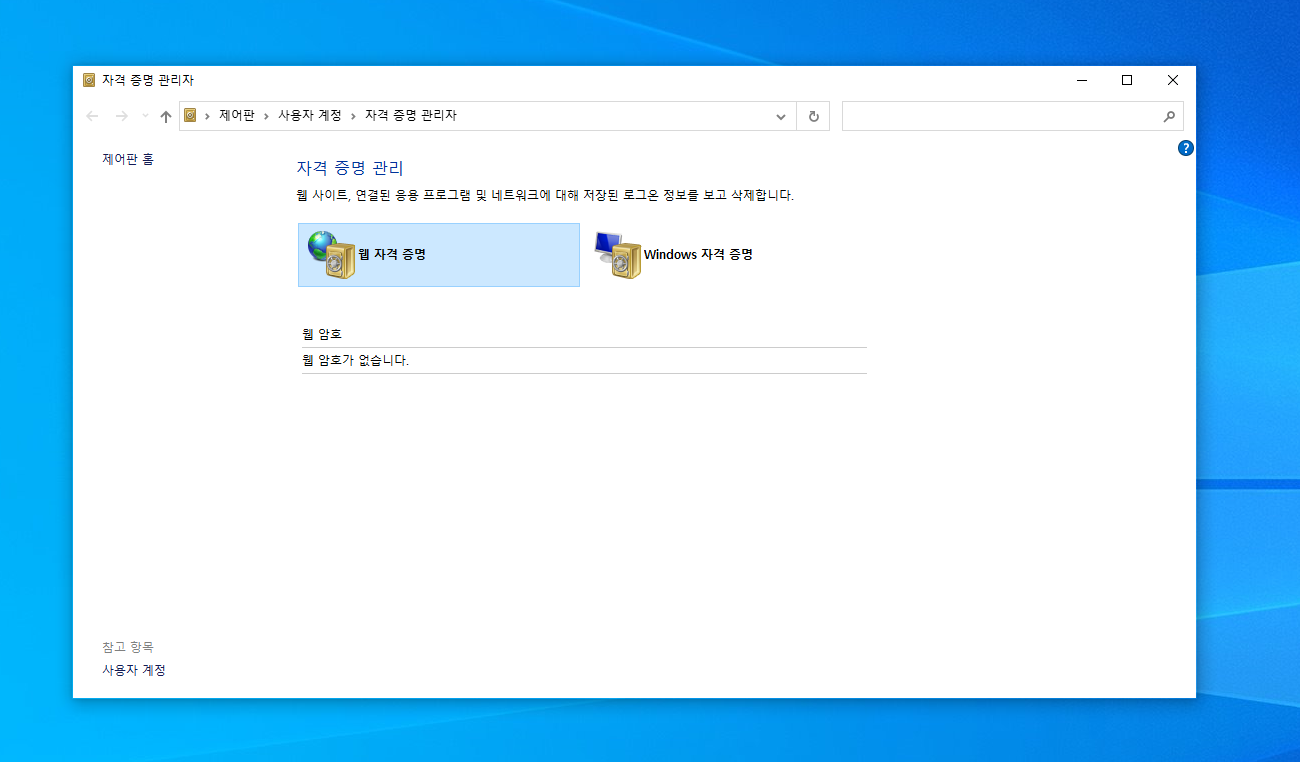 자격 증명 관리자
제어판 › 사용자 계정 › 자격 증명 관리자
제어판 홈
자격 증명 관리
웹 사이트, 연결된 응용 프로그램 및 네트워크에 대해 저장된 로그온 정보를 보고 삭제합니다.
웹 자격 증명
Windows 자격 증명
웹 암호
웹 암호가 없습니다.
참고 항목
사용자 계정